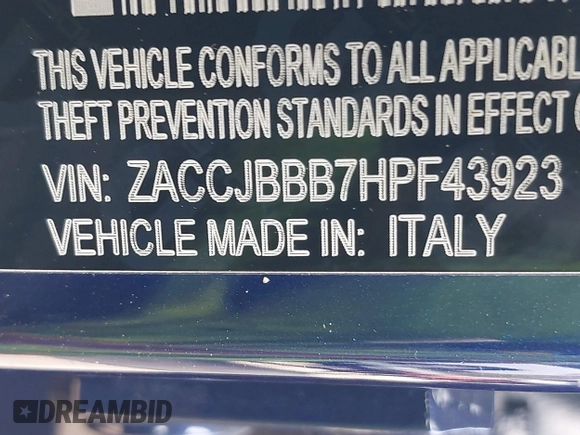 THIS VEHICLE CONFORMS TO ALL APPLICABL
THEFT PREVENTION STANDARDS IN EFFECT
VIN: ZACCJBBB7HPF43923
VEHICLE MADE IN: ITALY
DREAMBID